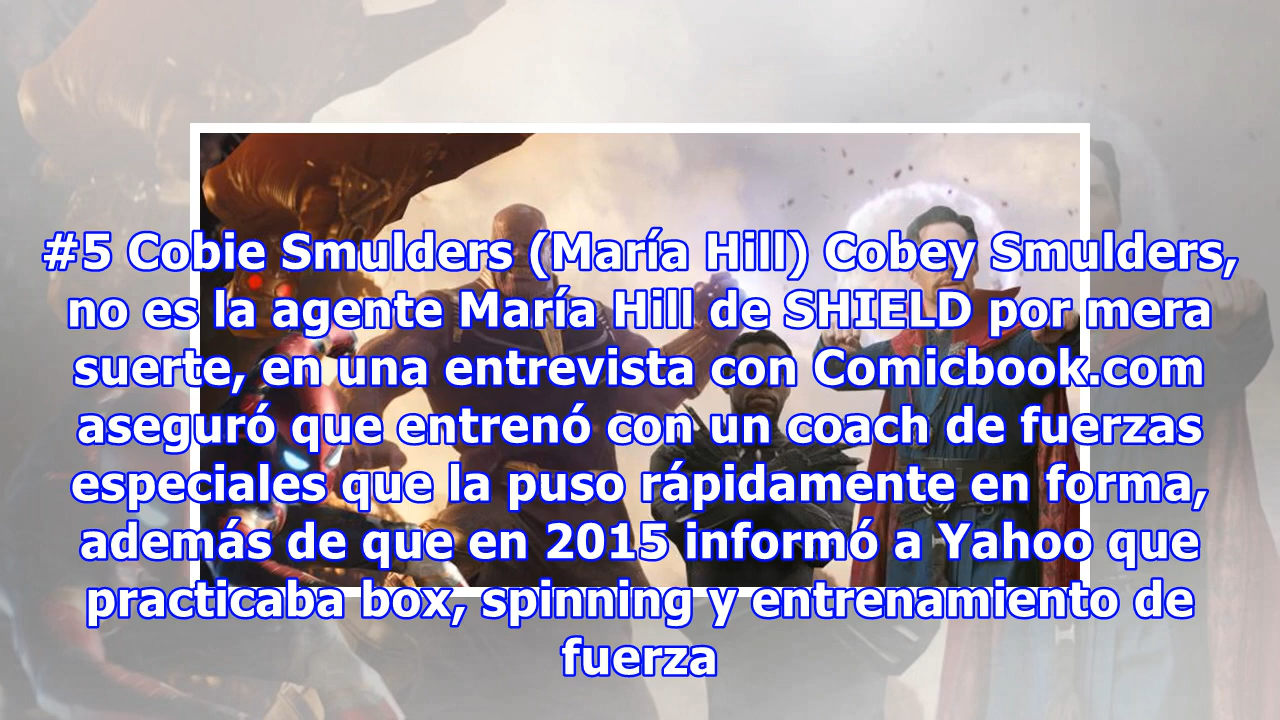 #5 Cobie Smulders (María Hill) Cobey Smulders,
no es la agente María Hill de SHIELD por mera
suerte, en una entrevista con Comicbook.com
aseguró que entrenó con un coach de fuerzas
especiales que la puso rápidamente en forma,
además de que en 2015 informó a Yahoo que
practicaba box, spinning y entrenamiento de
fuerza